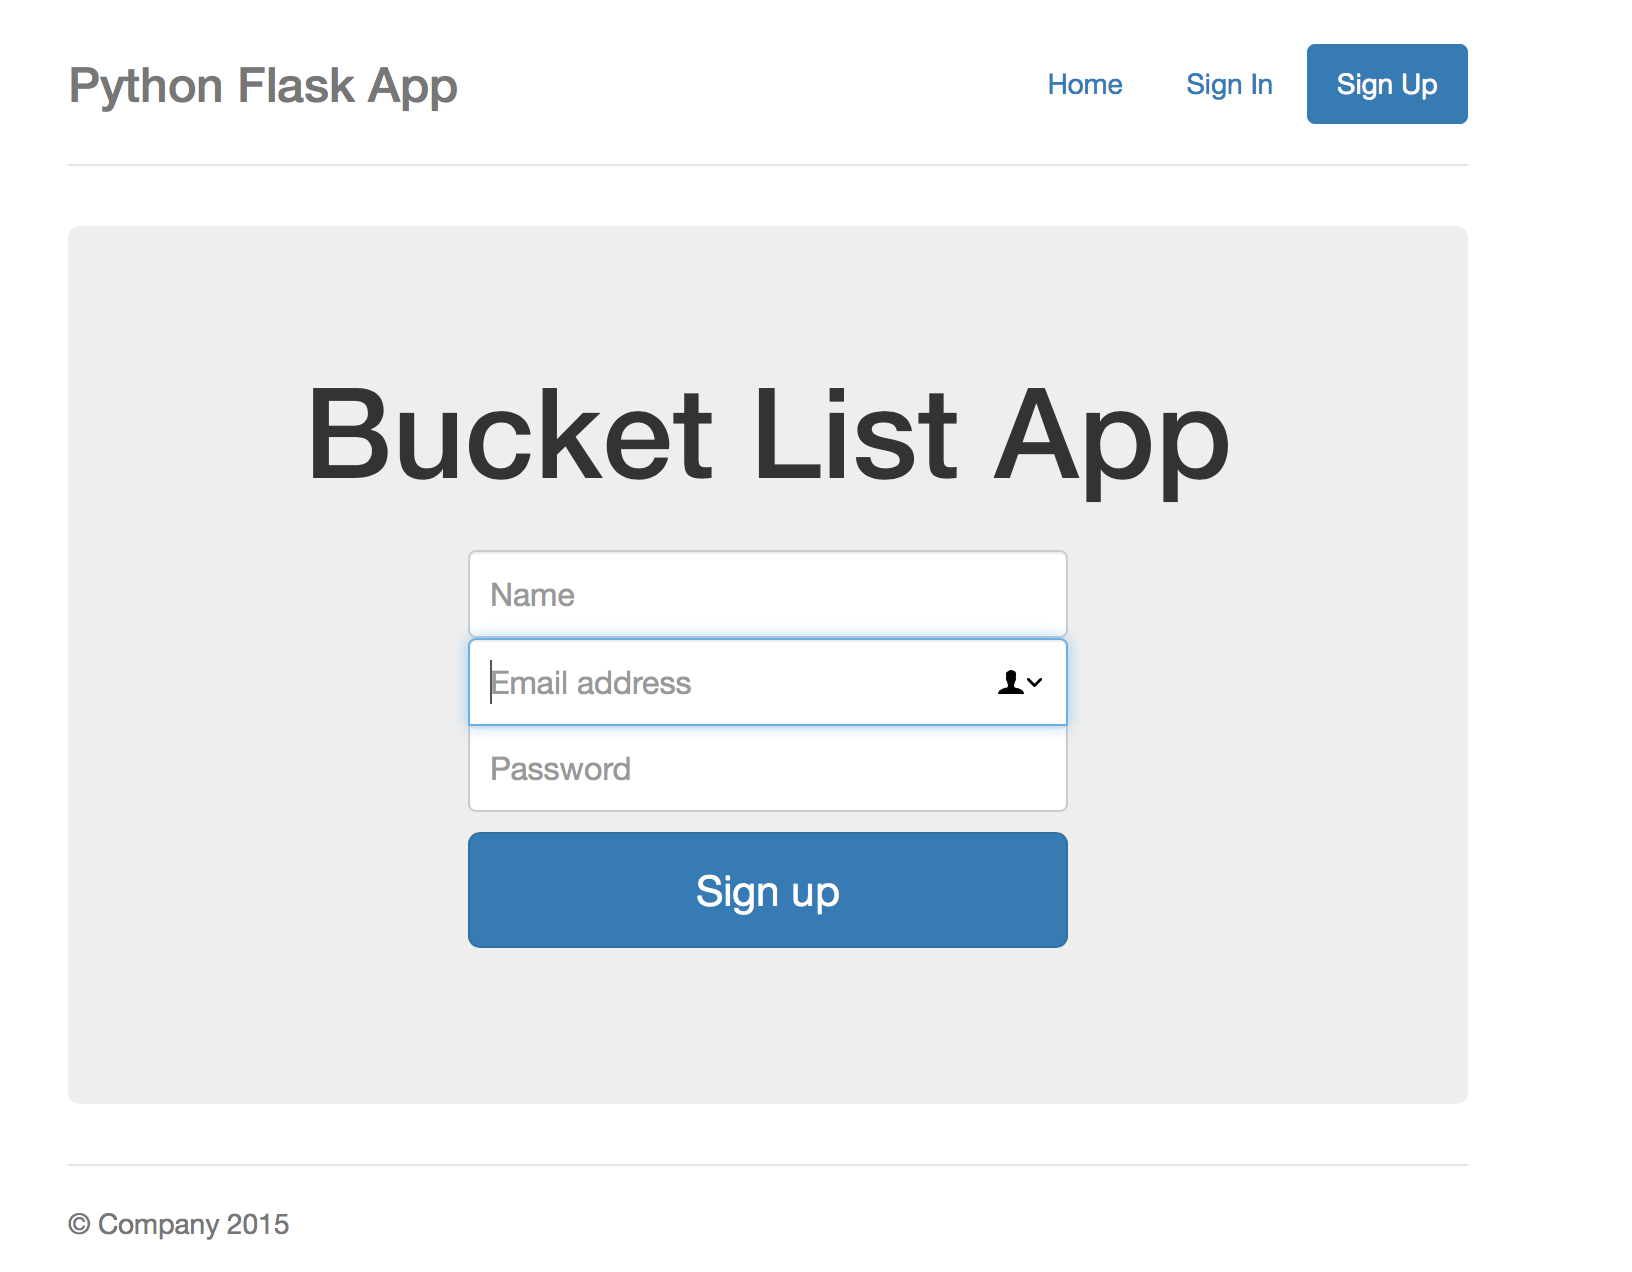 Python Flask App
Home Sign In Sign Up
Bucket List App
Name
Email address
Password
Sign up
© Company 2015